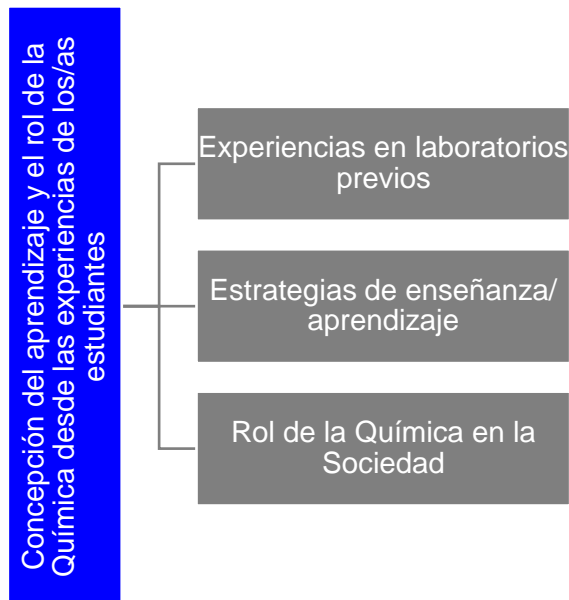 Concepción del aprendizaje y el rol de la
Química desde las experiencias de los/as
estudiantes
Experiencias en laboratorios
previos
Estrategias de enseñanza/
aprendizaje
Rol de la Química en la
Sociedad